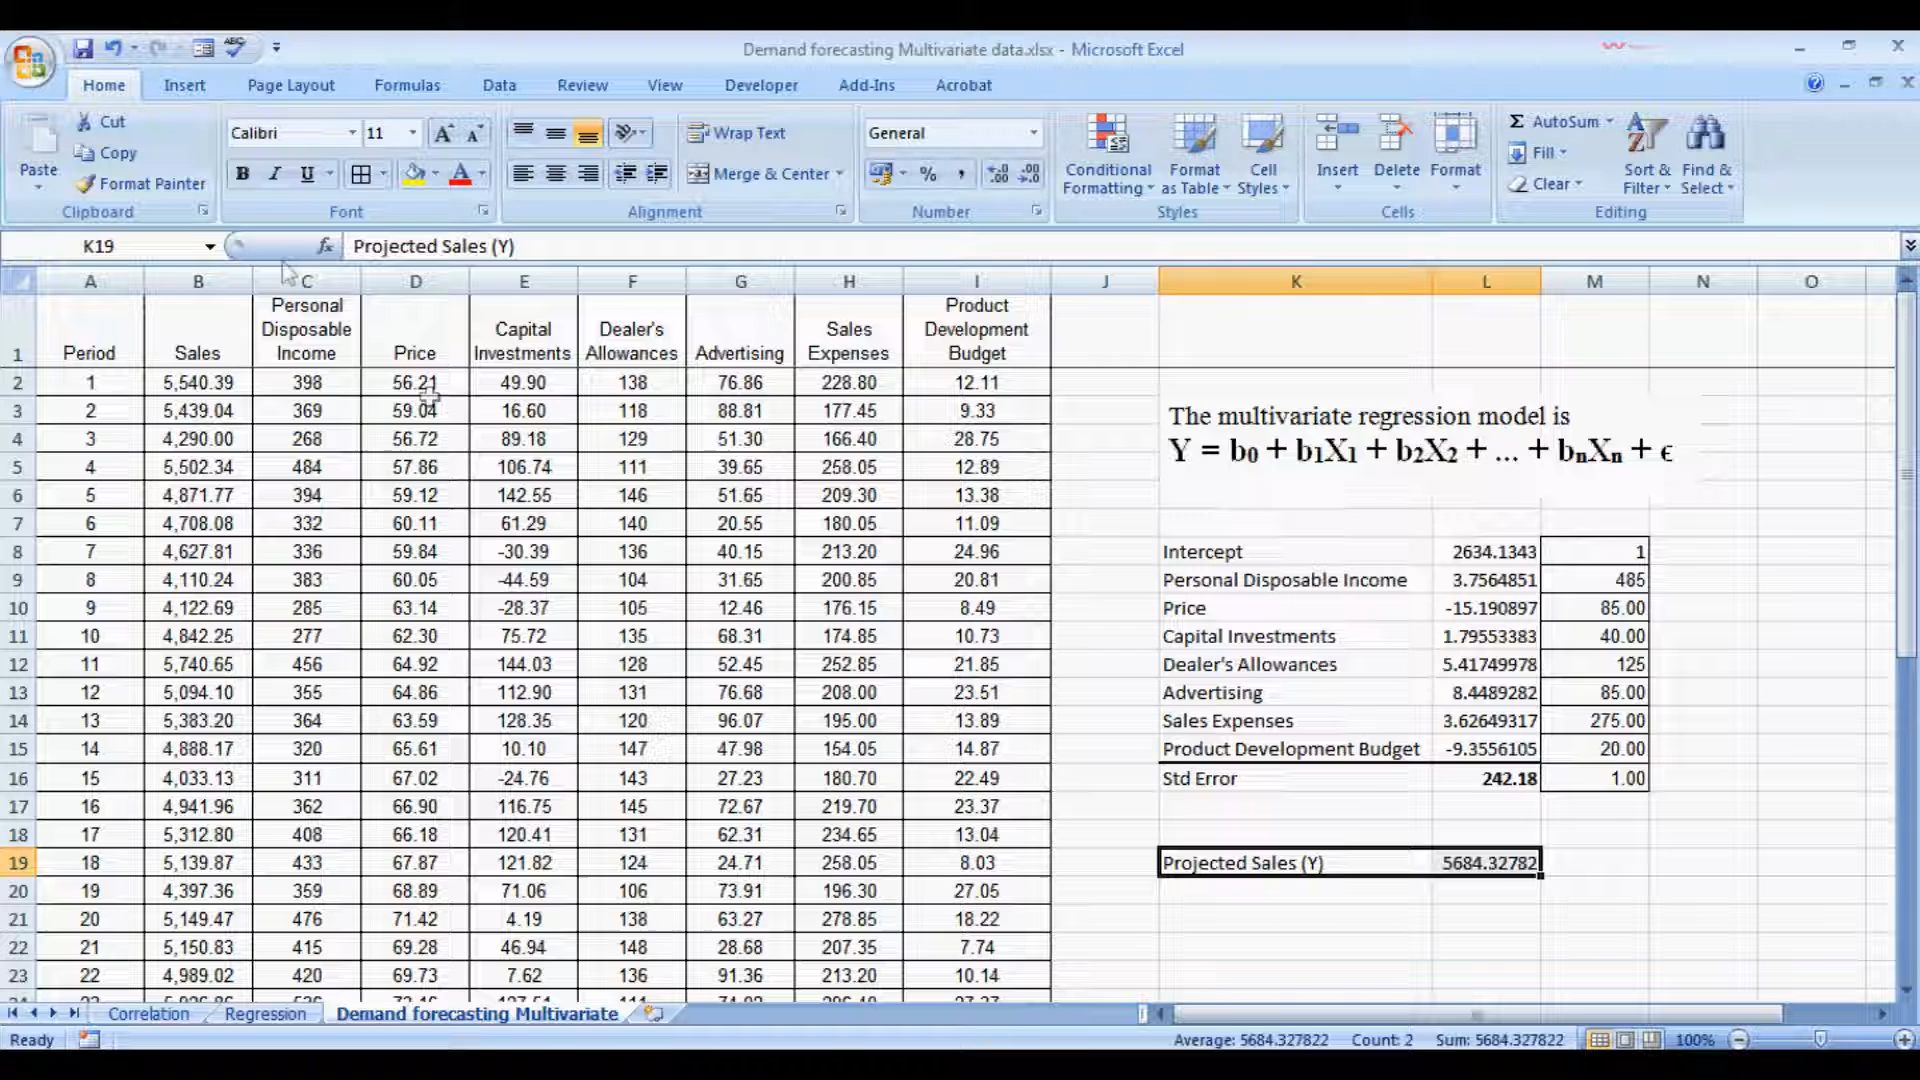 Demand forecasting Multivariate data.xlsx - Microsoft Excel
Home Insert Page Layout Formulas Data Review View Developer Add-Ins Acrobat
Paste
Cut
Copy
Format Painter
Clipboard
Calibri 11
B I U
Font
Wrap Text
Merge & Center
Alignment
General
% ,
Number
Conditional Formatting
Format as Table
Cell Styles
Styles
Insert Delete Format
Cells
Σ AutoSum
Fill
Clear
Sort & Filter
Find & Select
Editing
K19 fx Projected Sales (Y)
A B C D E F G H I J K L M N O
1 Period Sales Personal Disposable Income Price Capital Investments Dealer's Allowances Advertising Sales Expenses Product Development Budget
2 1 5,540.39 398 56.21 49.90 138 76.86 228.80 12.11
3 2 5,439.04 369 59.04 16.60 118 88.81 177.45 9.33
4 3 4,290.00 268 56.72 89.18 129 51.30 166.40 28.75
5 4 5,502.34 484 57.86 106.74 111 39.65 258.05 12.89
6 5 4,871.77 394 59.12 142.55 146 51.65 209.30 13.38
7 6 4,708.08 332 60.11 61.29 140 20.55 180.05 11.09
8 7 4,627.81 336 59.84 -30.39 136 40.15 213.20 24.96
9 8 4,110.24 383 60.05 -44.59 104 31.65 200.85 20.81
10 9 4,122.69 285 63.14 -28.37 105 12.46 176.15 8.49
11 10 4,842.25 277 62.30 75.72 135 68.31 174.85 10.73
12 11 5,740.65 456 64.92 144.03 128 52.45 252.85 21.85
13 12 5,094.10 355 64.86 112.90 131 76.68 208.00 23.51
14 13 5,383.20 364 63.59 128.35 120 96.07 195.00 13.89
15 14 4,888.17 320 65.61 10.10 147 47.98 154.05 14.87
16 15 4,033.13 311 67.02 -24.76 143 27.23 180.70 22.49
17 16 4,941.96 362 66.90 116.75 145 72.67 219.70 23.37
18 17 5,312.80 408 66.18 120.41 131 62.31 234.65 13.04
19 18 5,139.87 433 67.87 121.82 124 24.71 258.05 8.03
20 19 4,397.36 359 68.89 71.06 106 73.91 196.30 27.05
21 20 5,149.47 476 71.42 4.19 138 63.27 278.85 18.22
22 21 5,150.83 415 69.28 46.94 148 28.68 207.35 7.74
23 22 4,989.02 420 69.73 7.62 136 91.36 213.20 10.14
The multivariate regression model is
Y = b₀ + b₁X₁ + b₂X₂ + ... + bₙXₙ + ϵ
Intercept 2634.1343 1
Personal Disposable Income 3.7564851 485
Price -15.190897 85.00
Capital Investments 1.79553383 40.00
Dealer's Allowances 5.41749978 125
Advertising 8.4489282 85.00
Sales Expenses 3.62649317 275.00
Product Development Budget -9.3556105 20.00
Std Error 242.18 1.00
Projected Sales (Y) 5684.32782
Correlation Regression Demand forecasting Multivariate
Ready Average: 5684.327822 Count: 2 Sum: 5684.327822 100%